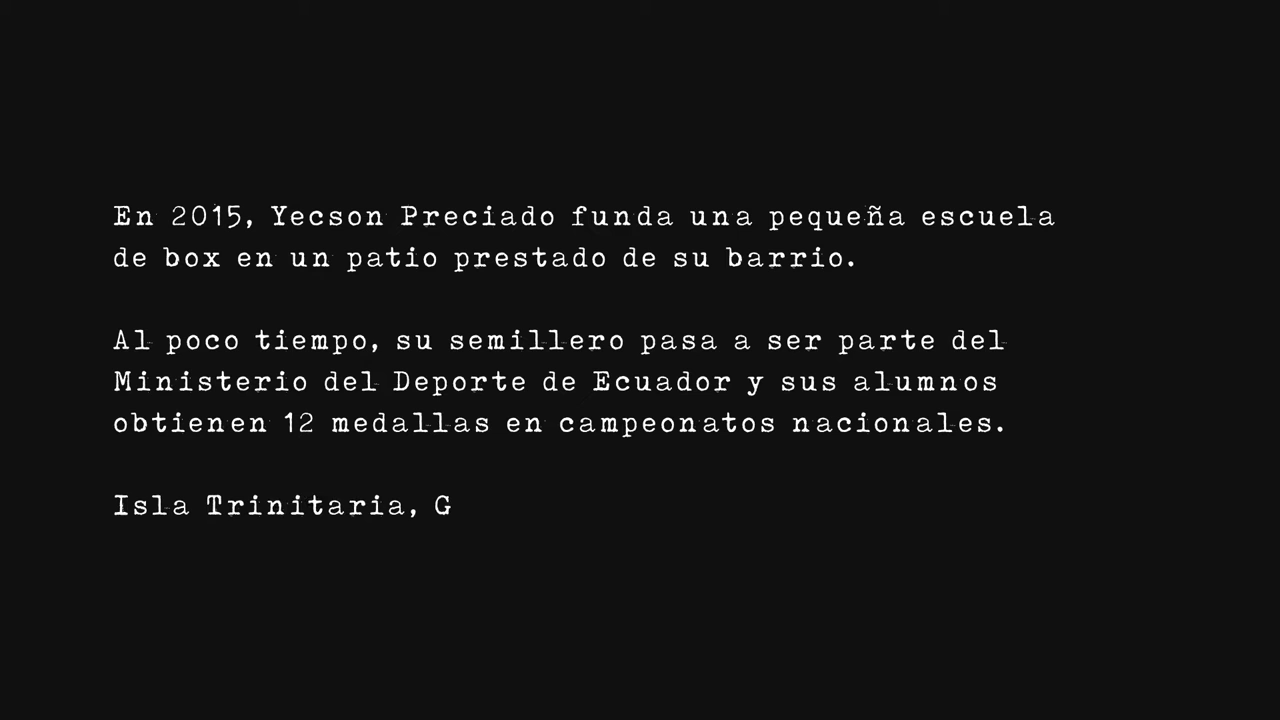 En 2015, Yecson Preciado funda una pequeña escuela
de box en un patio prestado de su barrio.
Al poco tiempo, su semillero pasa a ser parte del
Ministerio del Deporte de Ecuador y sus alumnos
obtienen 12 medallas en campeonatos nacionales.
Isla Trinitaria, G